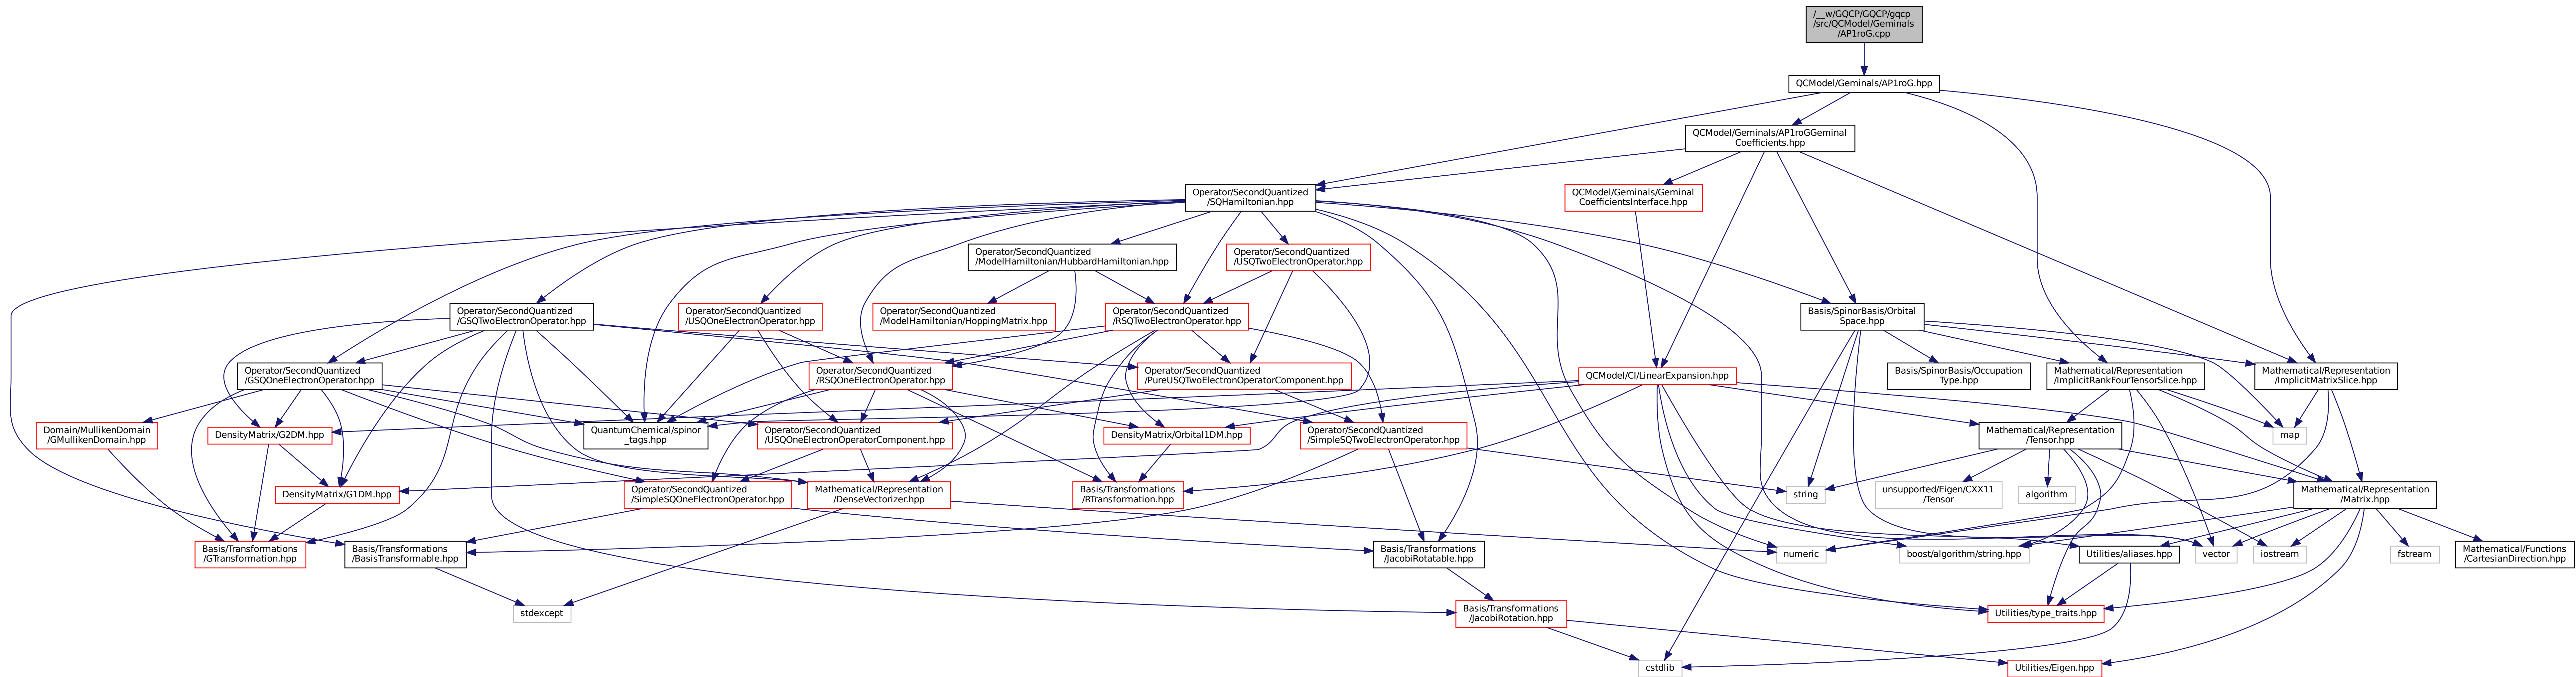 /__w/GQCP/GQCP/gqcp
/src/QCModel/Geminals
/AP1roG.cpp
QCModel/Geminals/AP1roG.hpp
QCModel/Geminals/AP1roGGeminal
Coefficients.hpp
Operator/SecondQuantized
/SQHamiltonian.hpp
QCModel/Geminals/Geminal
CoefficientsInterface.hpp
Operator/SecondQuantized
/ModelHamiltonian/HubbardHamiltonian.hpp
Operator/SecondQuantized
/USQTwoElectronOperator.hpp
Operator/SecondQuantized
/GSQTwoElectronOperator.hpp
Operator/SecondQuantized
/USQOneElectronOperator.hpp
Operator/SecondQuantized
/ModelHamiltonian/HoppingMatrix.hpp
Operator/SecondQuantized
/RSQTwoElectronOperator.hpp
Basis/SpinorBasis/Orbital
Space.hpp
Operator/SecondQuantized
/GSQOneElectronOperator.hpp
Operator/SecondQuantized
/RSQOneElectronOperator.hpp
Operator/SecondQuantized
/PureUSQTwoElectronOperatorComponent.hpp
QCModel/CI/LinearExpansion.hpp
Basis/SpinorBasis/Occupation
Type.hpp
Mathematical/Representation
/ImplicitRankFourTensorSlice.hpp
Mathematical/Representation
/ImplicitMatrixSlice.hpp
Domain/MullikenDomain
/GMullikenDomain.hpp
DensityMatrix/G2DM.hpp
QuantumChemical/spinor
_tags.hpp
Operator/SecondQuantized
/USQOneElectronOperatorComponent.hpp
DensityMatrix/Orbital1DM.hpp
Operator/SecondQuantized
/SimpleSQTwoElectronOperator.hpp
Mathematical/Representation
/Tensor.hpp
map
DensityMatrix/G1DM.hpp
Operator/SecondQuantized
/SimpleSQOneElectronOperator.hpp
Mathematical/Representation
/DenseVectorizer.hpp
Basis/Transformations
/RTransformation.hpp
string
unsupported/Eigen/CXX11
/Tensor
algorithm
Mathematical/Representation
/Matrix.hpp
Basis/Transformations
/GTransformation.hpp
Basis/Transformations
/BasisTransformable.hpp
Basis/Transformations
/JacobiRotatable.hpp
numeric
boost/algorithm/string.hpp
Utilities/aliases.hpp
vector
iostream
fstream
Mathematical/Functions
/CartesianDirection.hpp
stdexcept
Basis/Transformations
/JacobiRotation.hpp
Utilities/type_traits.hpp
cstdlib
Utilities/Eigen.hpp